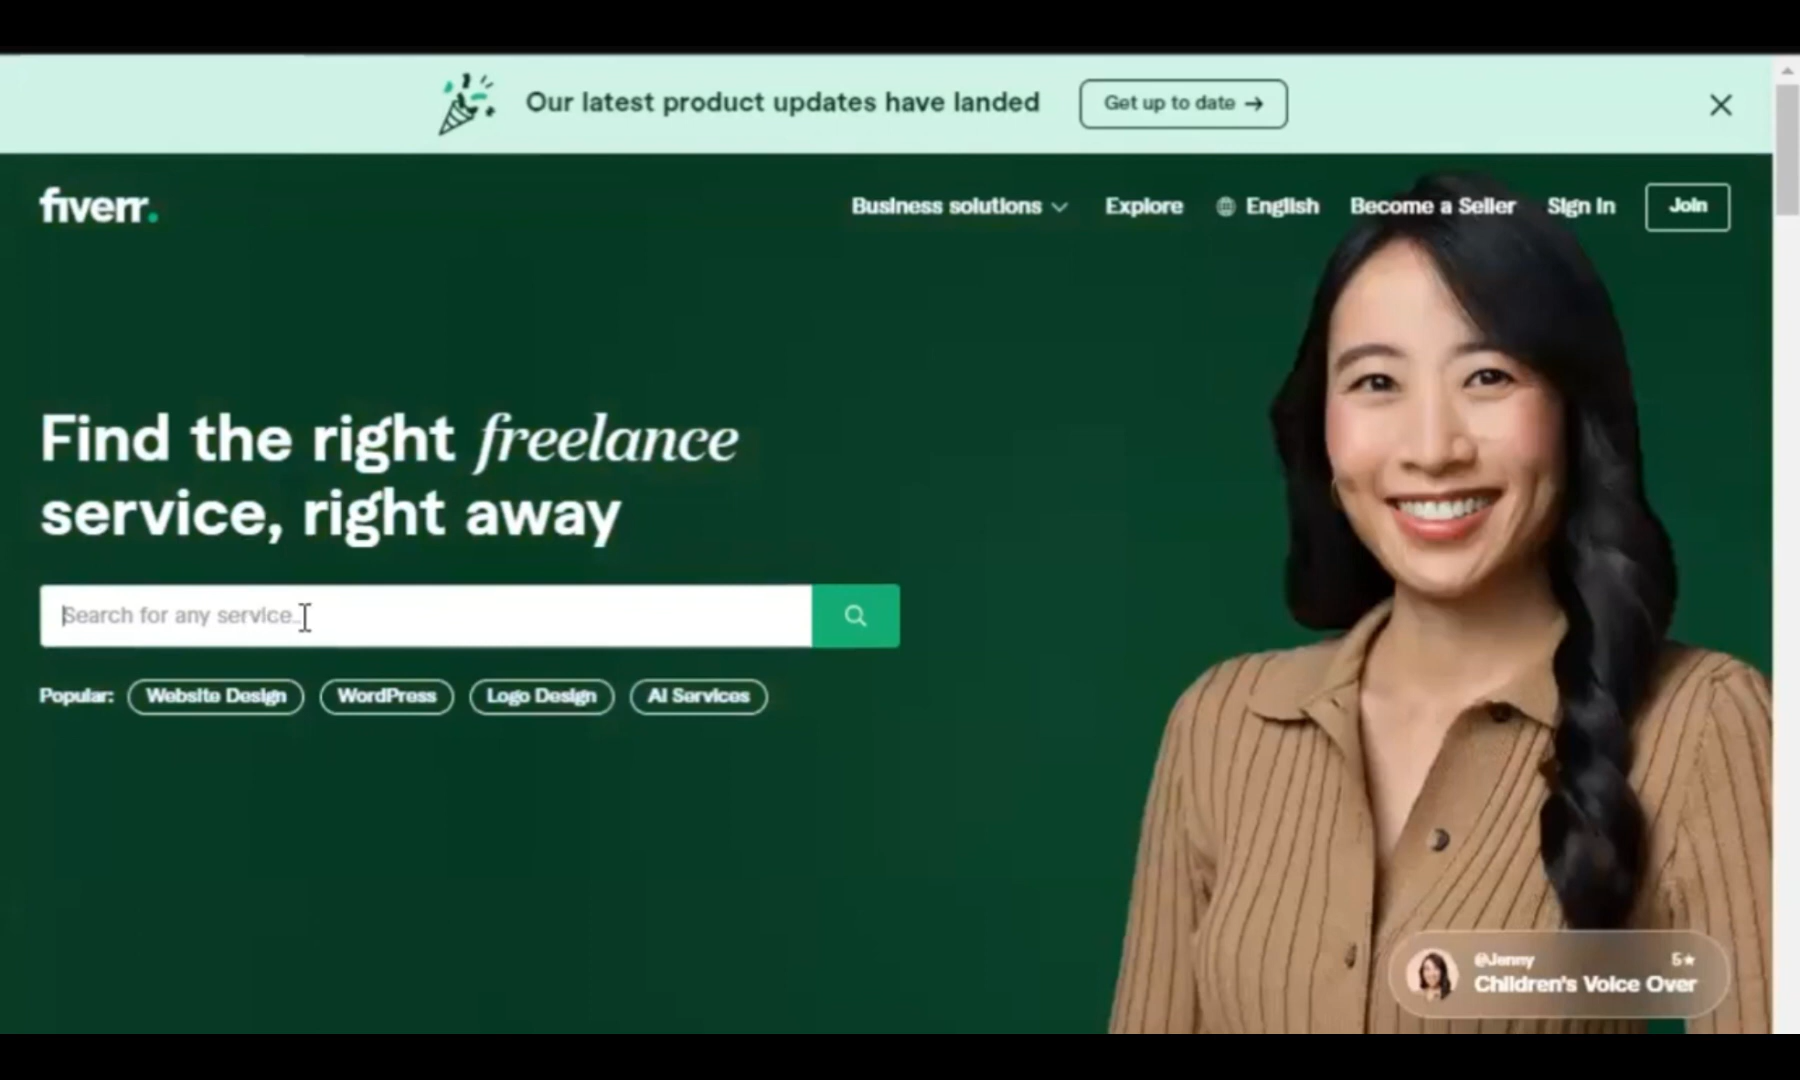 Our latest product updates have landed
Get up to date →
fiverr.
Business solutions
Explore
English
Become a Seller
Sign In
Join
Find the right freelance
service, right away
Search for any service...
Popular:
Website Design
WordPress
Logo Design
AI Services
@Jenny
5★
Children's Voice Over